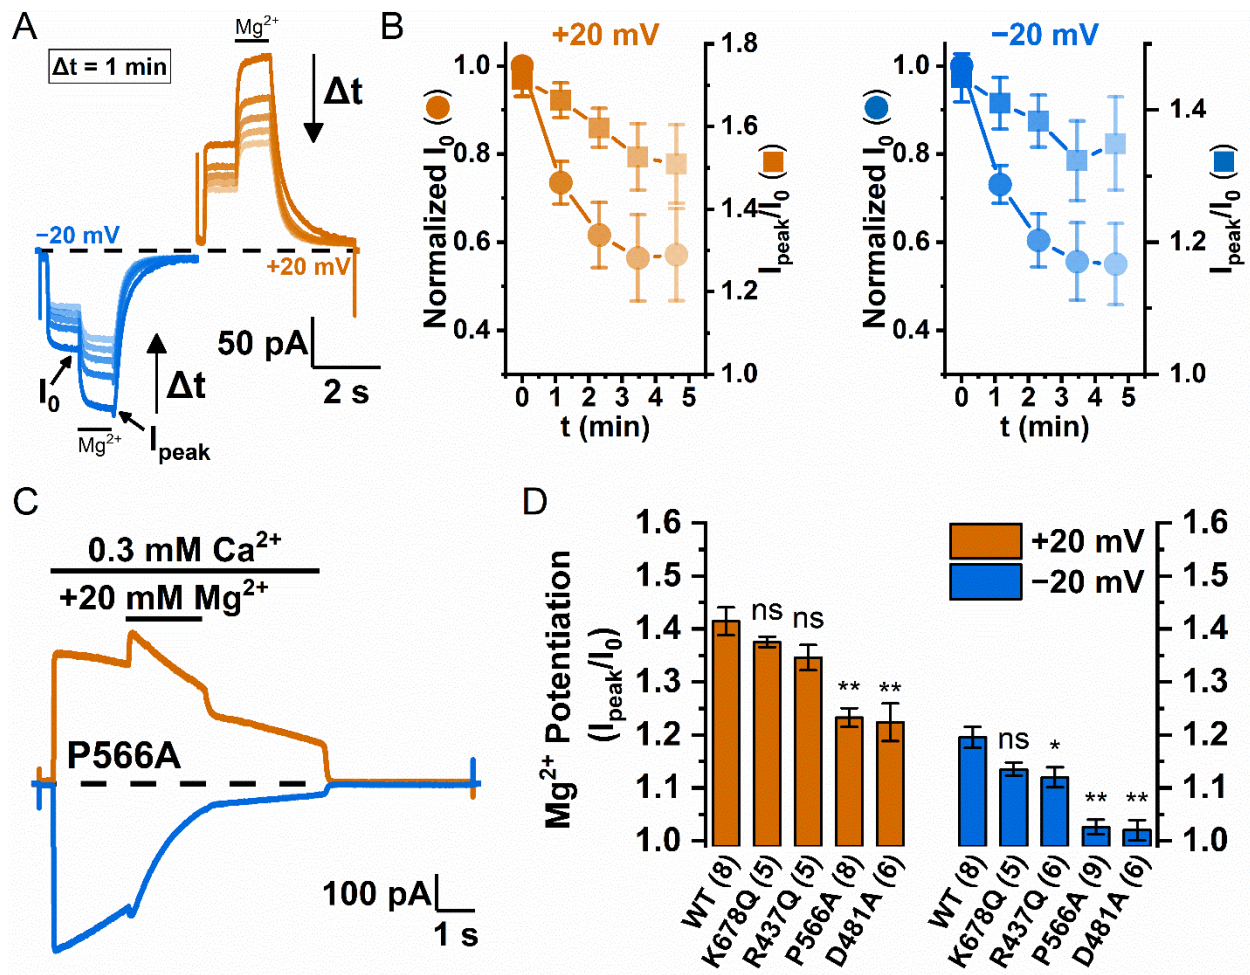 A
Mg²⁺
Δt = 1 min
Δt
−20 mV
+20 mV
50 pA
2 s
I₀
Δt
Mg²⁺
Iₚₑₐₖ
B
+20 mV
Normalized I₀ (●)
1.0
0.8
0.6
0.4
1.8
1.6
1.4
1.2
1.0
Iₚₑₐₖ/I₀ (■)
0 1 2 3 4 5
t (min)
−20 mV
Normalized I₀ (●)
1.0
0.8
0.6
0.4
1.4
1.2
1.0
Iₚₑₐₖ/I₀ (■)
0 1 2 3 4 5
t (min)
C
0.3 mM Ca²⁺
+20 mM Mg²⁺
P566A
100 pA
1 s
D
Mg²⁺ Potentiation
(Iₚₑₐₖ/I₀)
1.6
1.5
1.4
1.3
1.2
1.1
1.0
ns
ns
**
**
WT (8)
K678Q (5)
R437Q (5)
P566A (8)
D481A (6)
+20 mV
−20 mV
ns
*
**
**
WT (8)
K678Q (5)
R437Q (6)
P566A (9)
D481A (6)
1.6
1.5
1.4
1.3
1.2
1.1
1.0